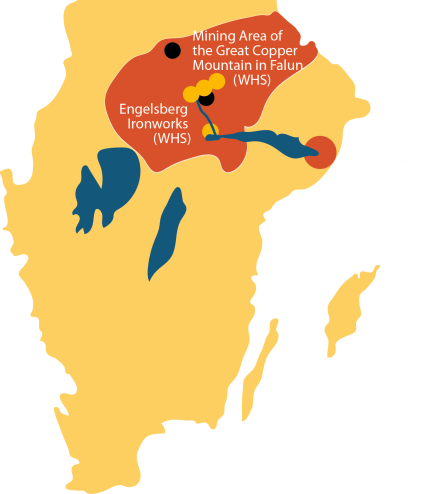 Mining Area of
the Great Copper
Mountain in Falun
(WHS)
Engelsberg
Ironworks
(WHS)